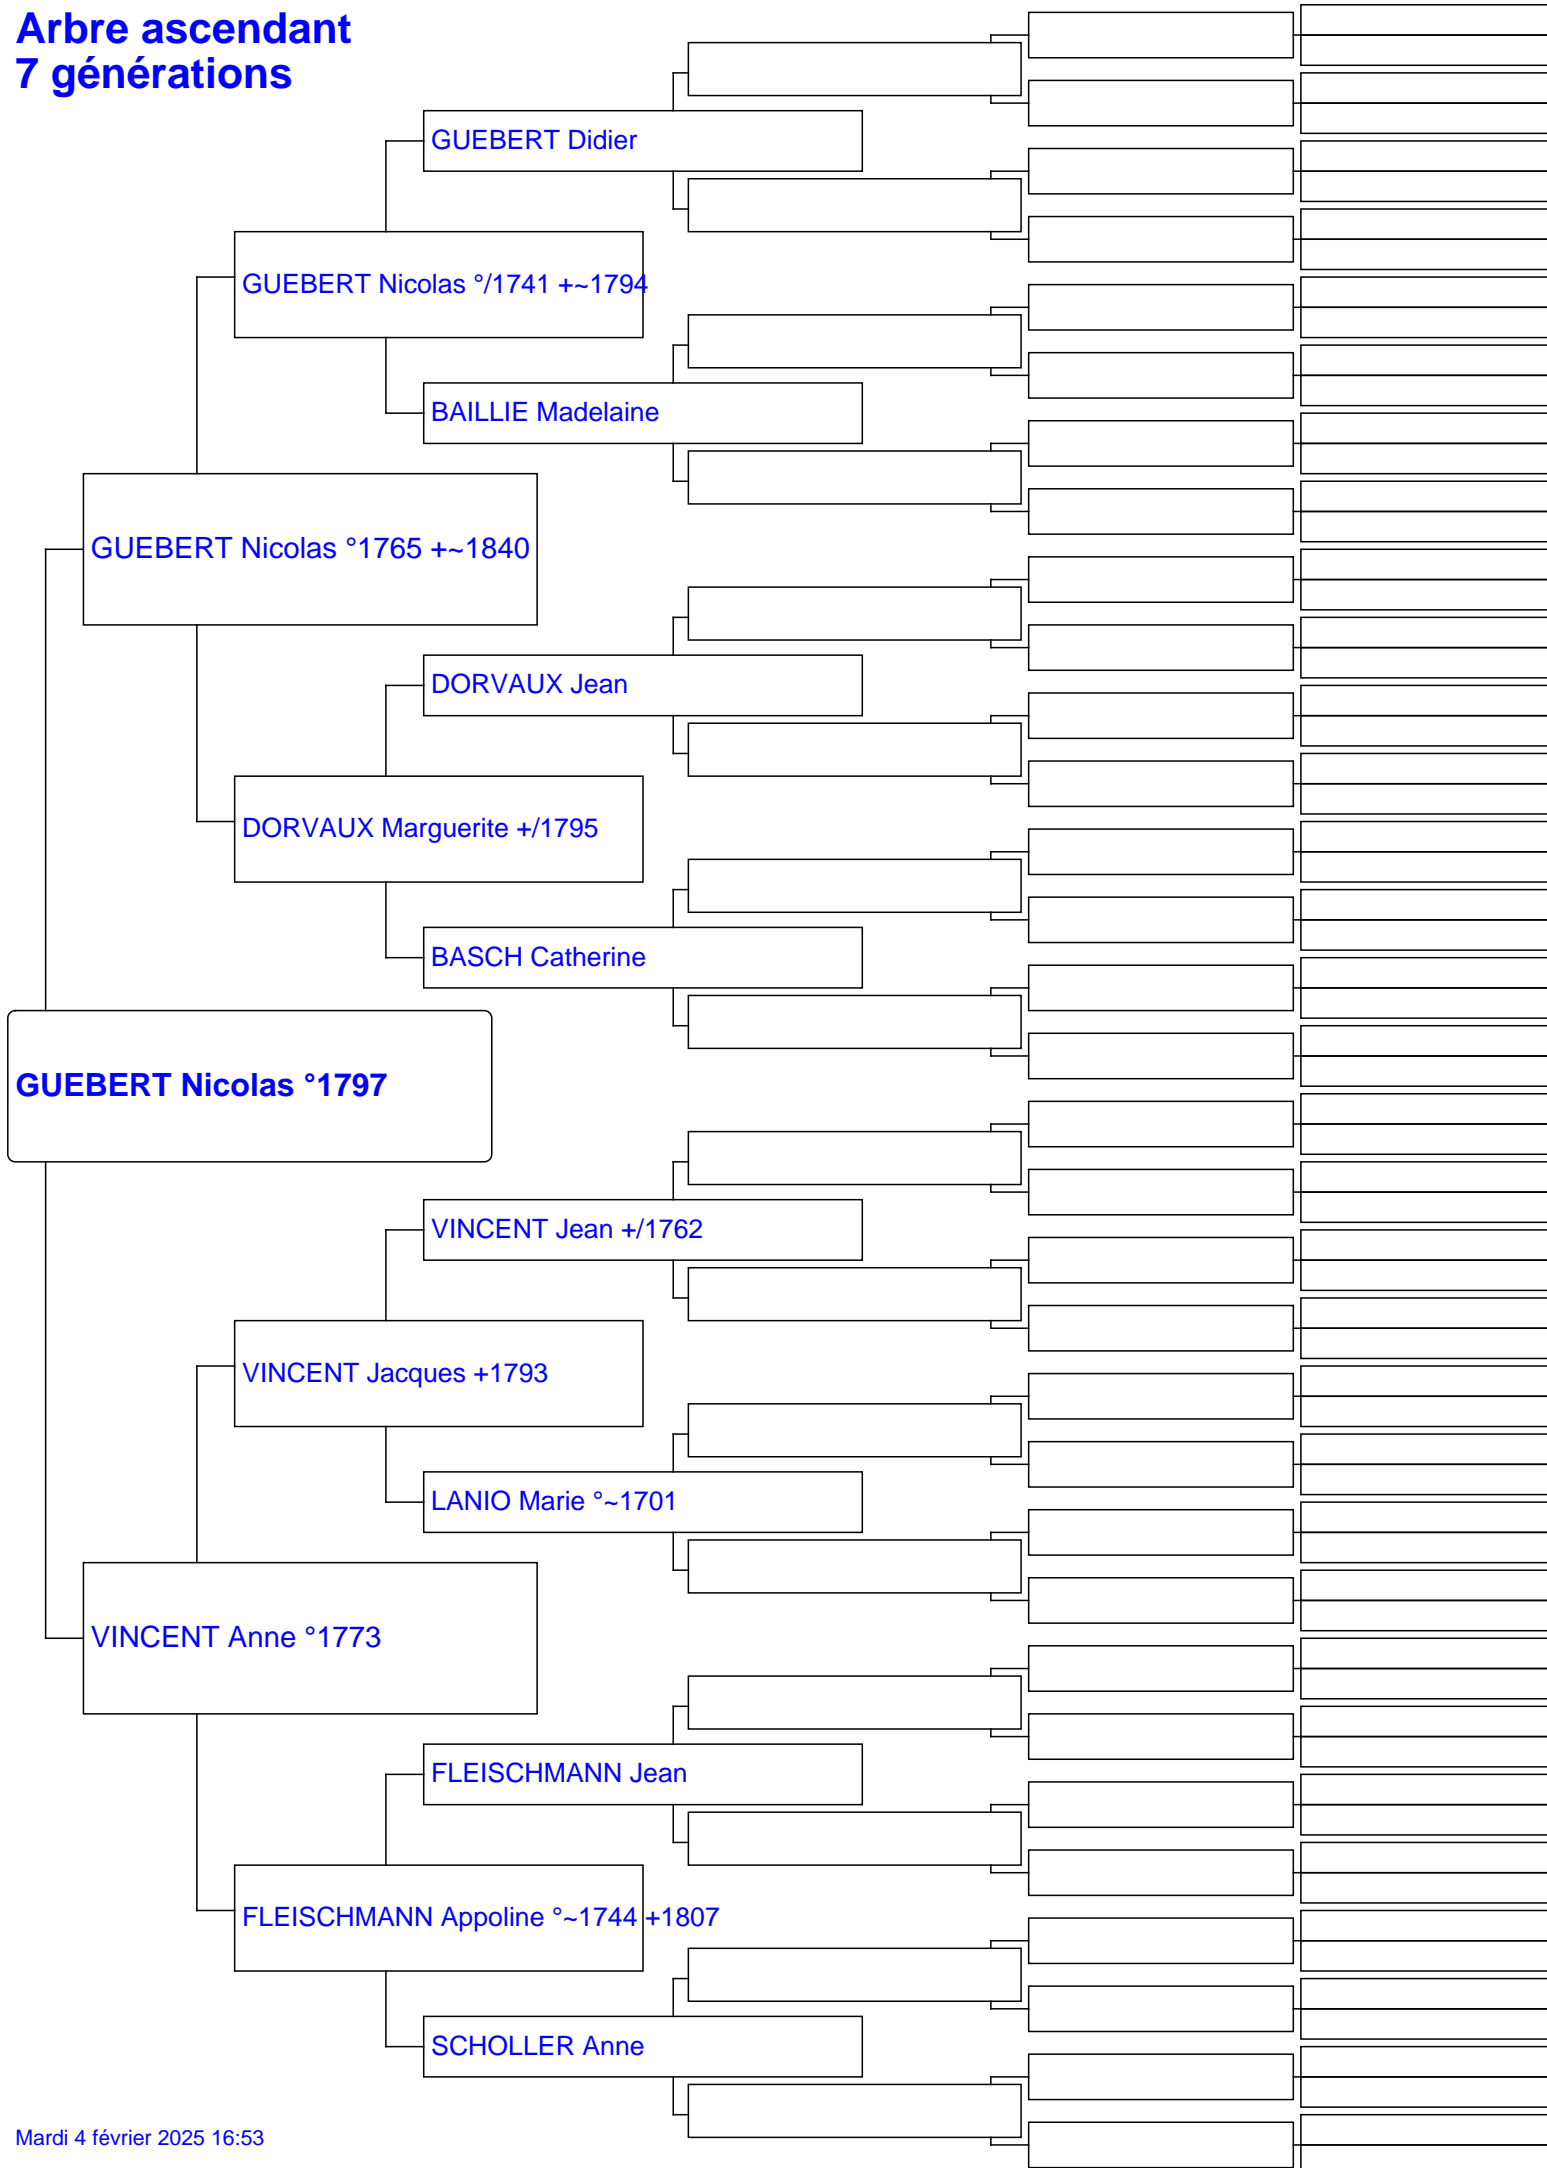 Arbre ascendant
7 générations
GUEBERT Didier
GUEBERT Nicolas °/1741 +~1794
BAILLIE Madelaine
GUEBERT Nicolas °1765 +~1840
DORVAUX Jean
DORVAUX Marguerite +/1795
BASCH Catherine
GUEBERT Nicolas °1797
VINCENT Jean +/1762
VINCENT Jacques +1793
LANIO Marie °~1701
VINCENT Anne °1773
FLEISCHMANN Jean
FLEISCHMANN Appoline °~1744 +1807
SCHOLLER Anne
Mardi 4 février 2025 16:53